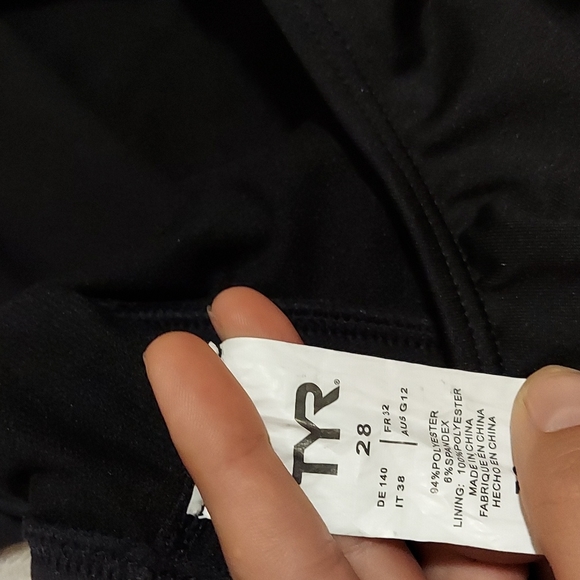 TYR®
28
DE 140 | FR 32
IT 38 | AUS G12
94%POLYESTER
6%SPANDEX
LINING: 100%POLYESTER
MADE IN CHINA
FABRIQUE EN CHINA
HECHO EN CHINA